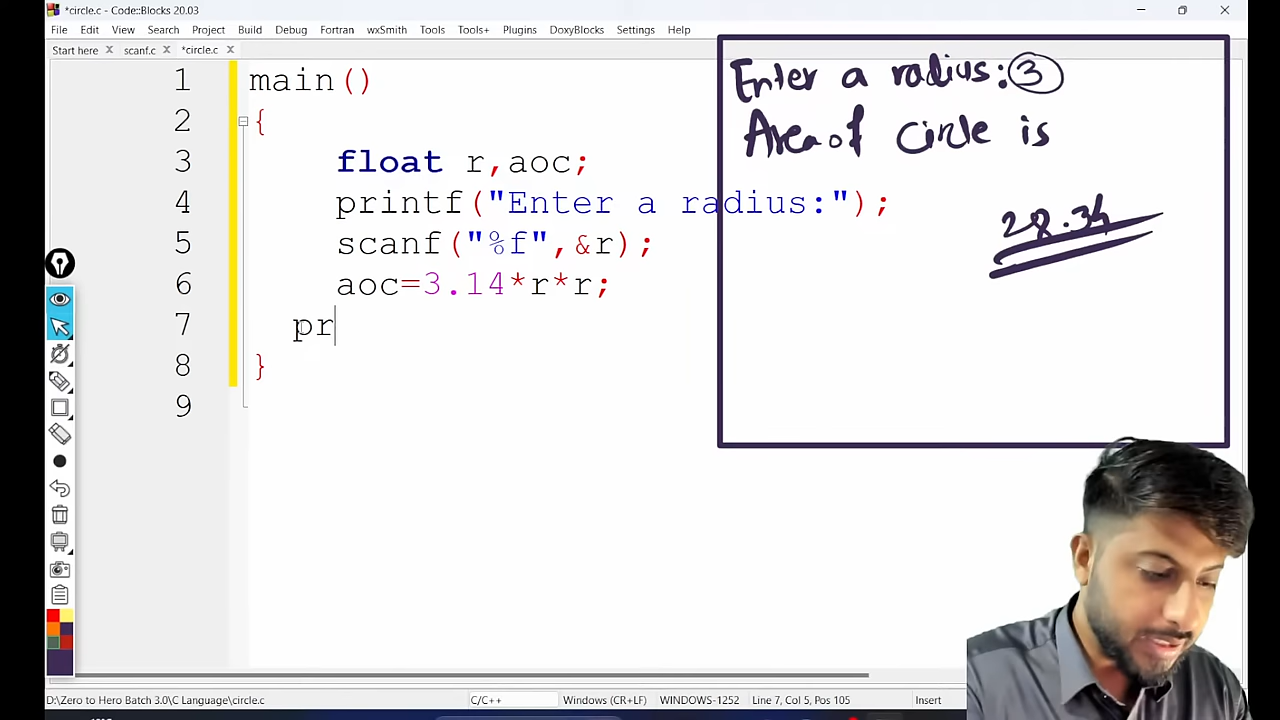 *circle.c - Code::Blocks 20.03
File Edit View Search Project Build Debug Fortran wxSmith Tools Tools+ Plugins DoxyBlocks Settings Help
Start here scanf.c *circle.c
1 main()
2 {
3 float r,aoc;
4 printf("Enter a radius:");
5 scanf("%f",&r);
6 aoc=3.14*r*r;
7 pr
8 }
9
Enter a radius: 3
Area of circle is
28.34
D:\Zero to Hero Batch 3.0\C Language\circle.c C/C++ Windows (CR+LF) WINDOWS-1252 Line 7, Col 5, Pos 105 Insert